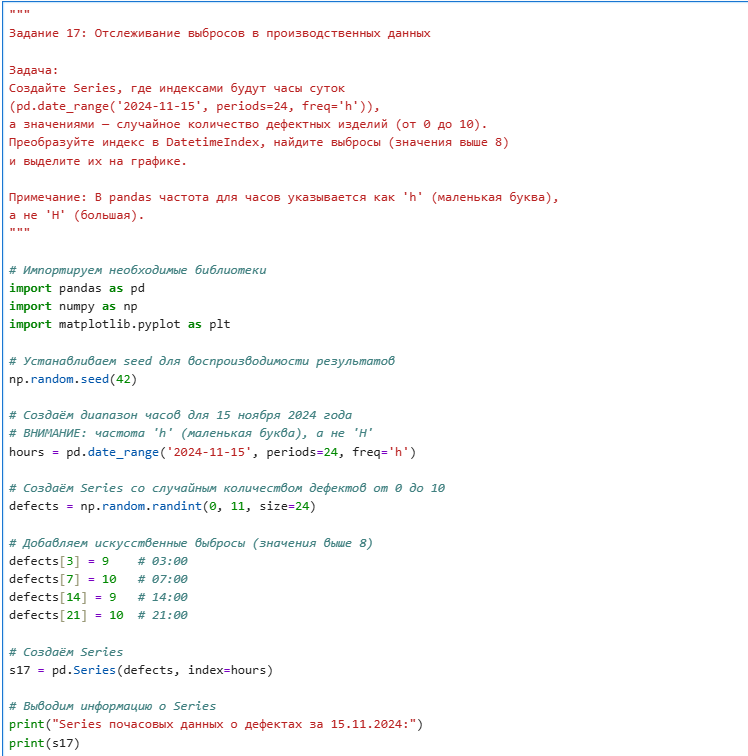 """
Задание 17: Отслеживание выбросов в производственных данных
Задача:
Создайте Series, где индексами будут часы суток
(pd.date_range('2024-11-15', periods=24, freq='h')),
а значениями — случайное количество дефектных изделий (от 0 до 10).
Преобразуйте индекс в DatetimeIndex, найдите выбросы (значения выше 8)
и выделите их на графике.
Примечание: В pandas частота для часов указывается как 'h' (маленькая буква),
а не 'H' (большая).
"""
# Импортируем необходимые библиотеки
import pandas as pd
import numpy as np
import matplotlib.pyplot as plt
# Устанавливаем seed для воспроизводимости результатов
np.random.seed(42)
# Создаём диапазон часов для 15 ноября 2024 года
# ВНИМАНИЕ: частота 'h' (маленькая буква), а не 'H'
hours = pd.date_range('2024-11-15', periods=24, freq='h')
# Создаём Series со случайным количеством дефектов от 0 до 10
defects = np.random.randint(0, 11, size=24)
# Добавляем искусственные выбросы (значения выше 8)
defects[3] = 9    # 03:00
defects[7] = 10   # 07:00
defects[14] = 9   # 14:00
defects[21] = 10  # 21:00
# Создаём Series
s17 = pd.Series(defects, index=hours)
# Выводим информацию о Series
print("Series почасовых данных о дефектах за 15.11.2024:")
print(s17)